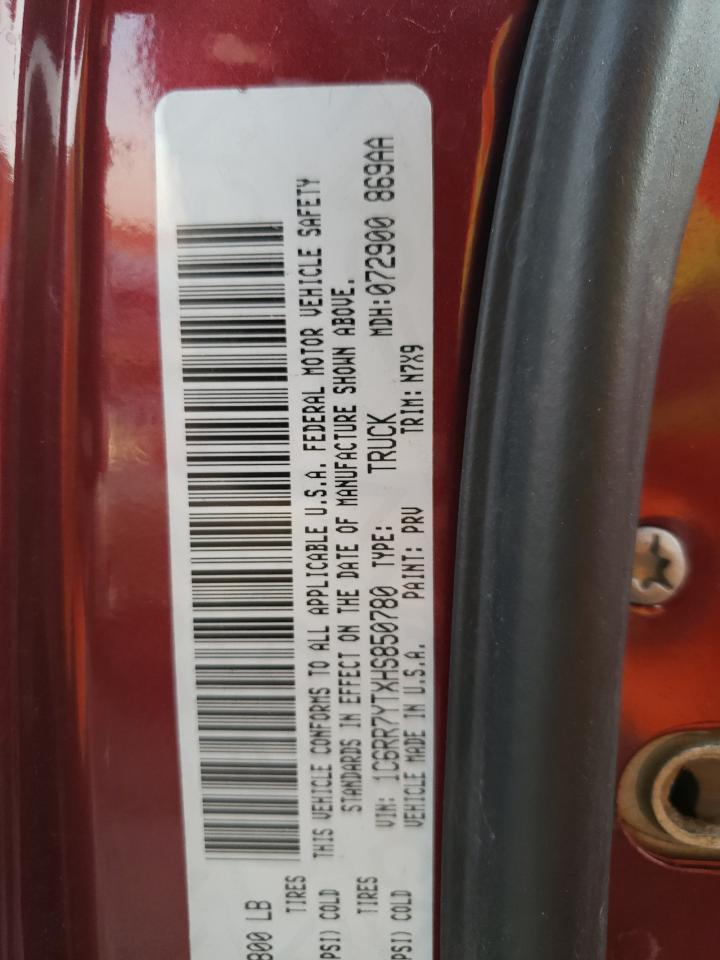 800 LB
TIRES
PSI) COLD
TIRES
PSI) COLD
THIS VEHICLE CONFORMS TO ALL APPLICABLE U.S.A. FEDERAL MOTOR VEHICLE SAFETY
STANDARDS IN EFFECT ON THE DATE OF MANUFACTURE SHOWN ABOVE.
VIN: 1C6RR7YTXHS850780 TYPE: TRUCK MDH:072900 869AA
VEHICLE MADE IN U.S.A. PAINT: PRV TRIM: N7X9